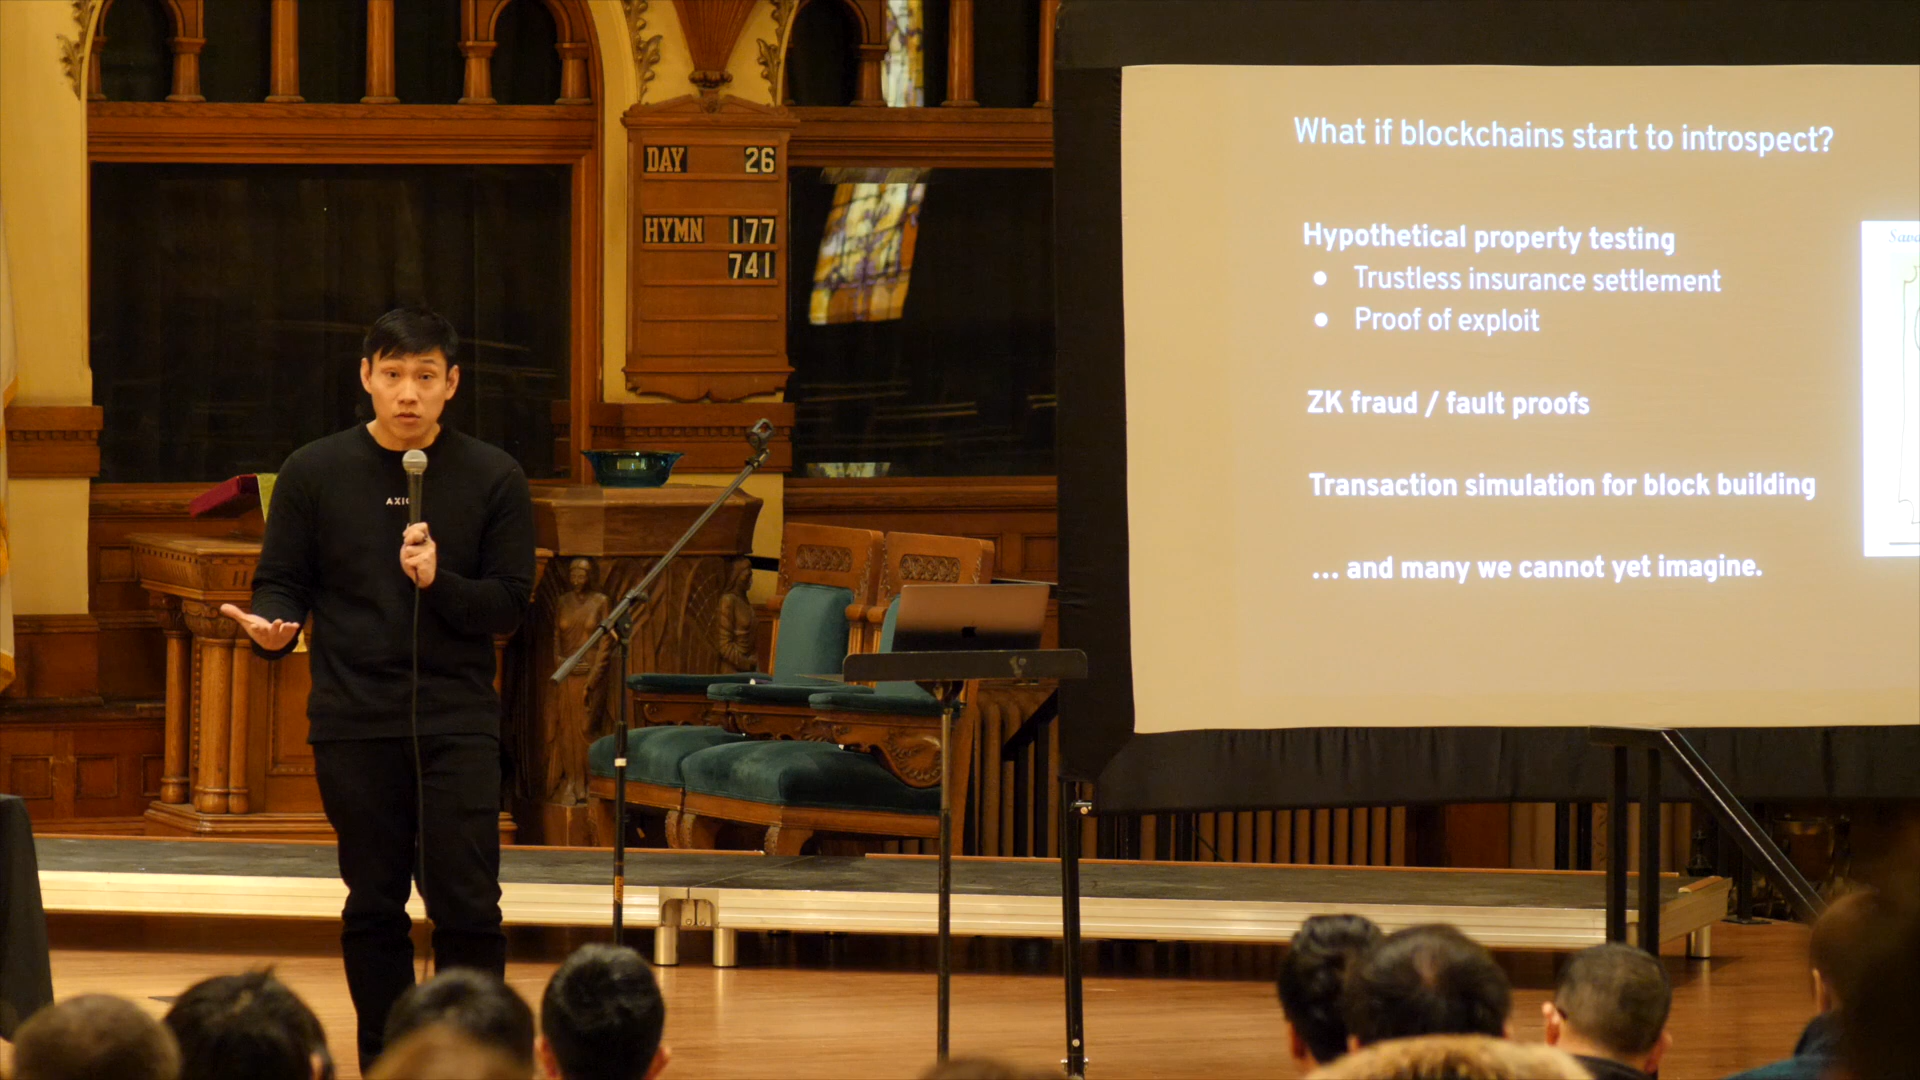 DAY 26
HYMN 177
741
What if blockchains start to introspect?
Hypothetical property testing
● Trustless insurance settlement
● Proof of exploit
ZK fraud / fault proofs
Transaction simulation for block building
... and many we cannot yet imagine.